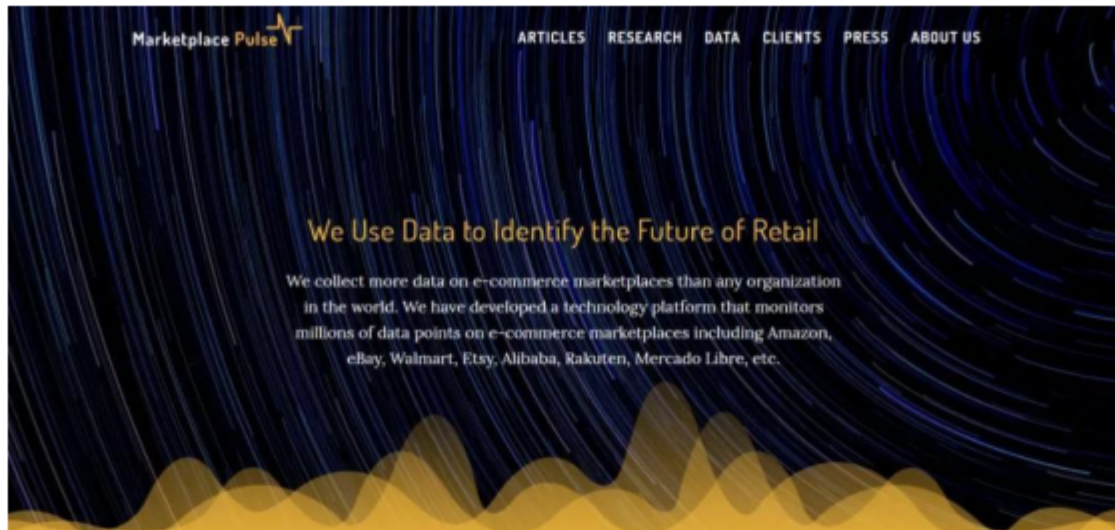 Marketplace Pulse
ARTICLES RESEARCH DATA CLIENTS PRESS ABOUT US
We Use Data to Identify the Future of Retail
We collect more data on e-commerce marketplaces than any organization
in the world. We have developed a technology platform that monitors
millions of data points on e-commerce marketplaces including Amazon,
eBay, Walmart, Etsy, Alibaba, Rakuten, Mercado Libre, etc.